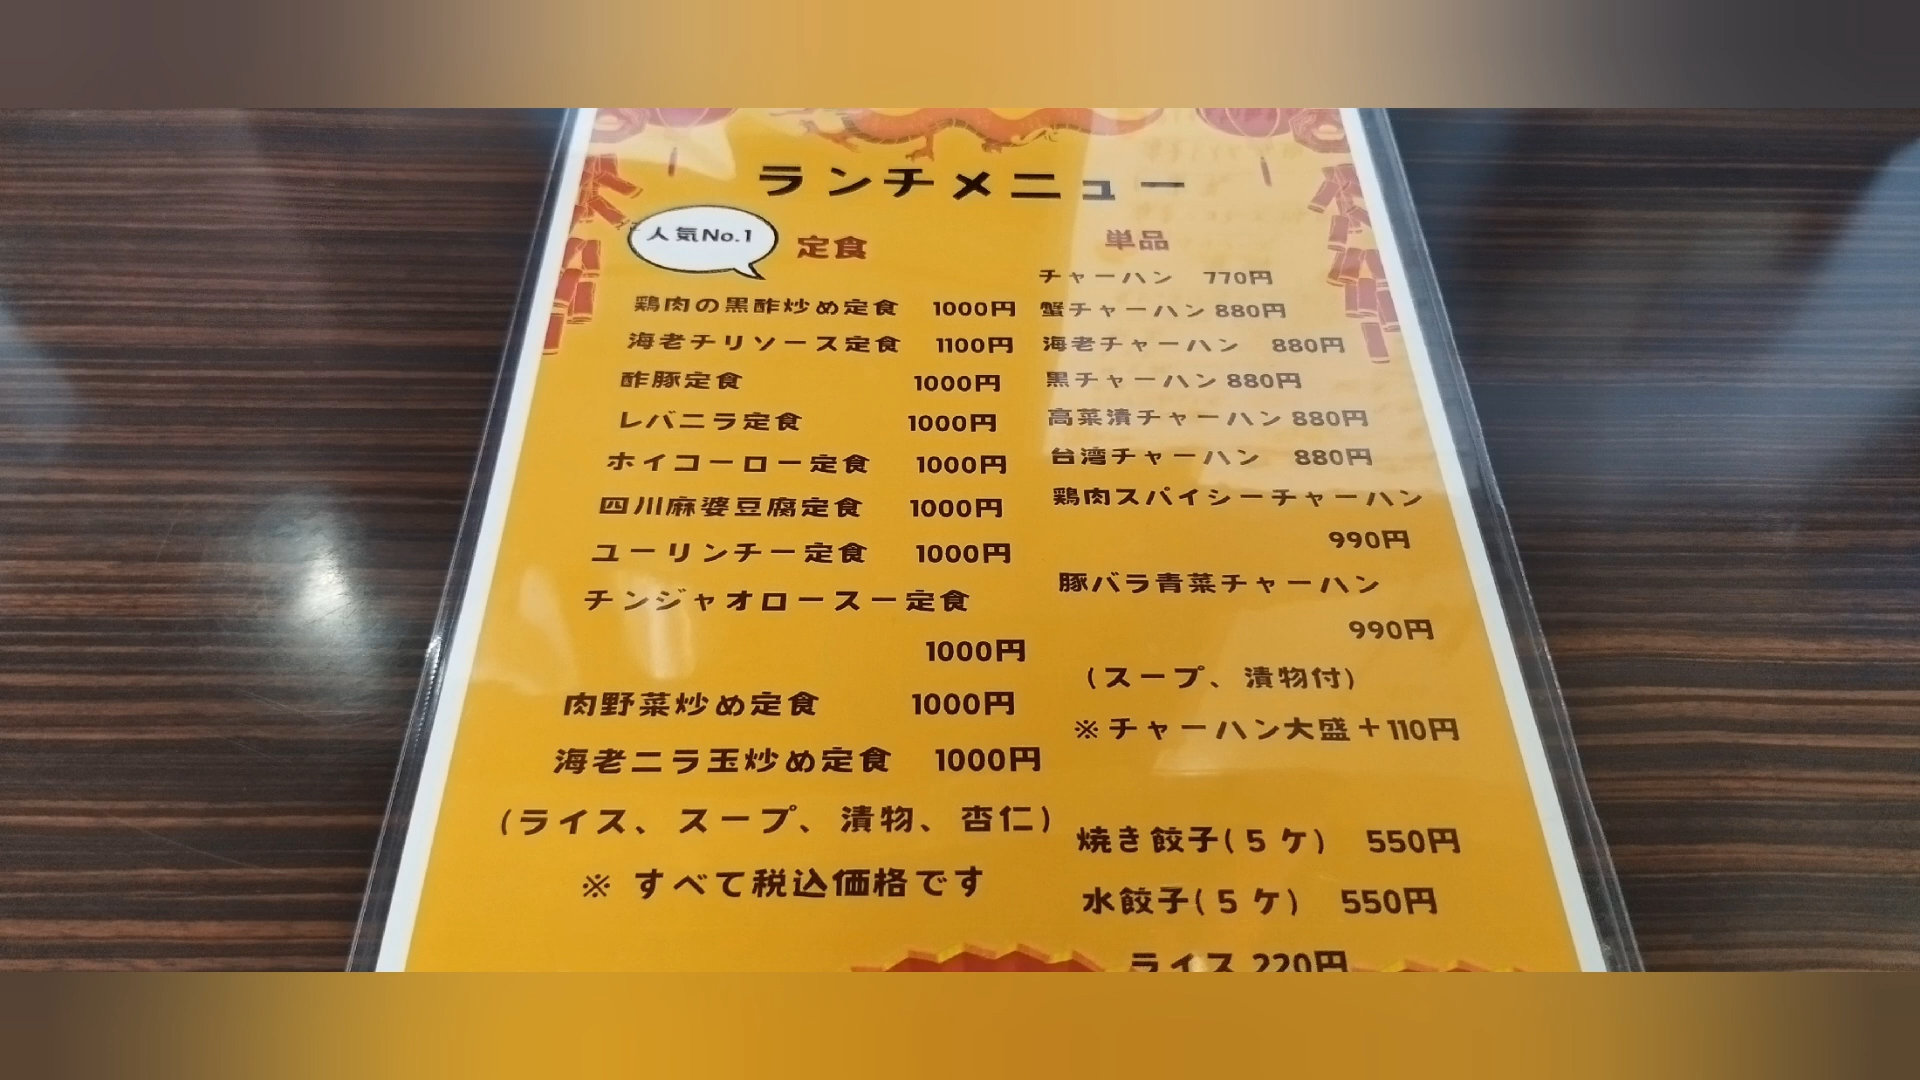 ランチメニュー
人気No.1
定食
鶏肉の黒酢炒め定食 1000円
海老チリソース定食 1100円
酢豚定食 1000円
レバニラ定食 1000円
ホイコーロー定食 1000円
四川麻婆豆腐定食 1000円
ユーリンチー定食 1000円
チンジャオロースー定食
1000円
肉野菜炒め定食 1000円
海老ニラ玉炒め定食 1000円
(ライス、スープ、漬物、杏仁)
※ すべて税込価格です
単品
チャーハン 770円
蟹チャーハン 880円
海老チャーハン 880円
黒チャーハン 880円
高菜漬チャーハン 880円
台湾チャーハン 880円
鶏肉スパイシーチャーハン
990円
豚バラ青菜チャーハン
990円
(スープ、漬物付)
※チャーハン大盛+110円
焼き餃子(5ケ) 550円
水餃子(5ケ) 550円
ライス 220円